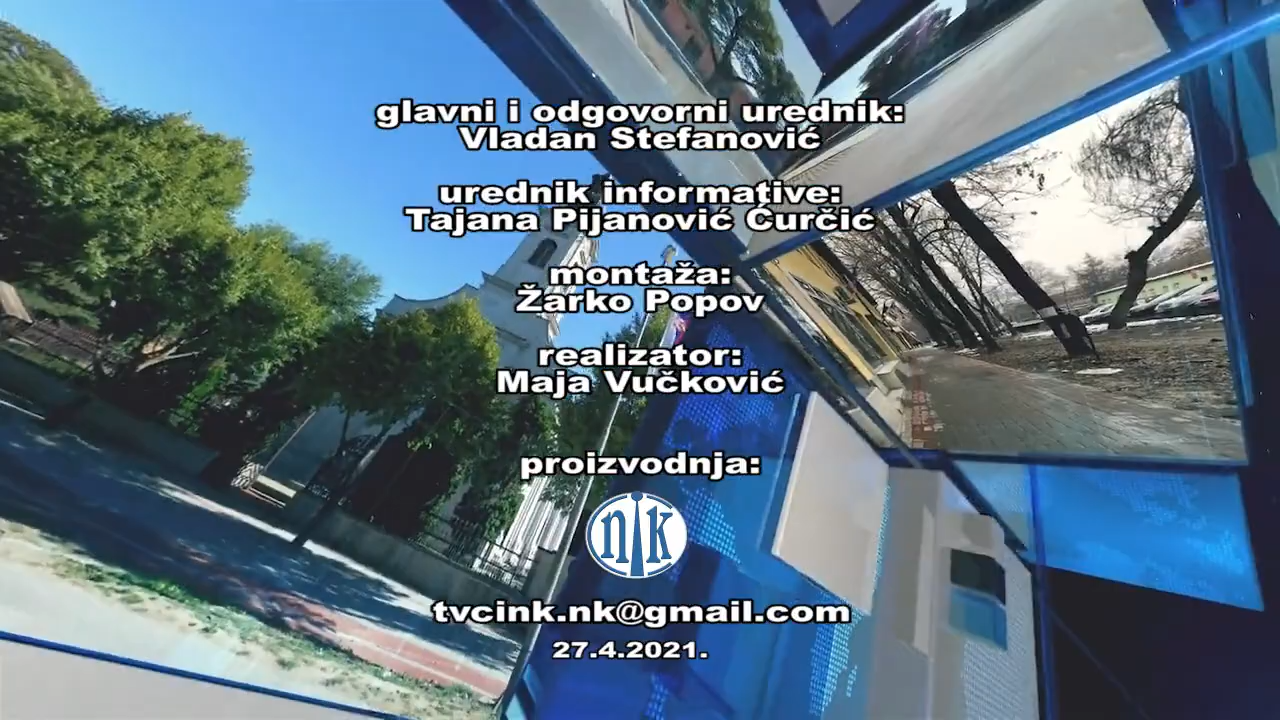 glavni i odgovorni urednik:
Vladan Stefanović
urednik informative:
Tajana Pijanović Ćurčić
montaža:
Žarko Popov
realizator:
Maja Vučković
proizvodnja:
nk
tvcink.nk@gmail.com
27.4.2021.